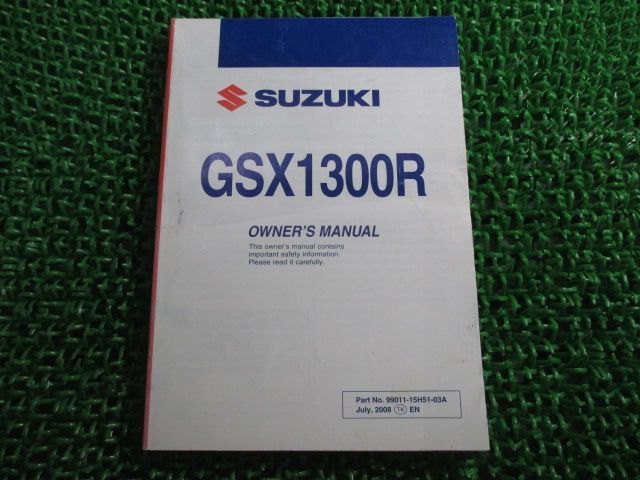 SUZUKI
GSX1300R
OWNER'S MANUAL
This owner's manual contains
important safety information.
Please read it carefully.
Part No. 99011-15H51-03A
July, 2008 TK EN